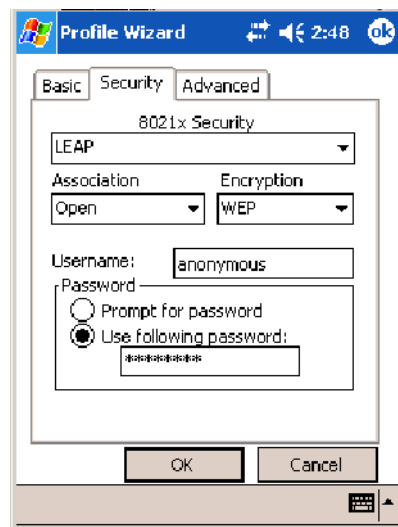 Profile Wizard 2:48 ok
Basic Security Advanced
8021x Security
LEAP
Association Encryption
Open WEP
Username: anonymous
Password
Prompt for password
Use following password:
**********
OK Cancel